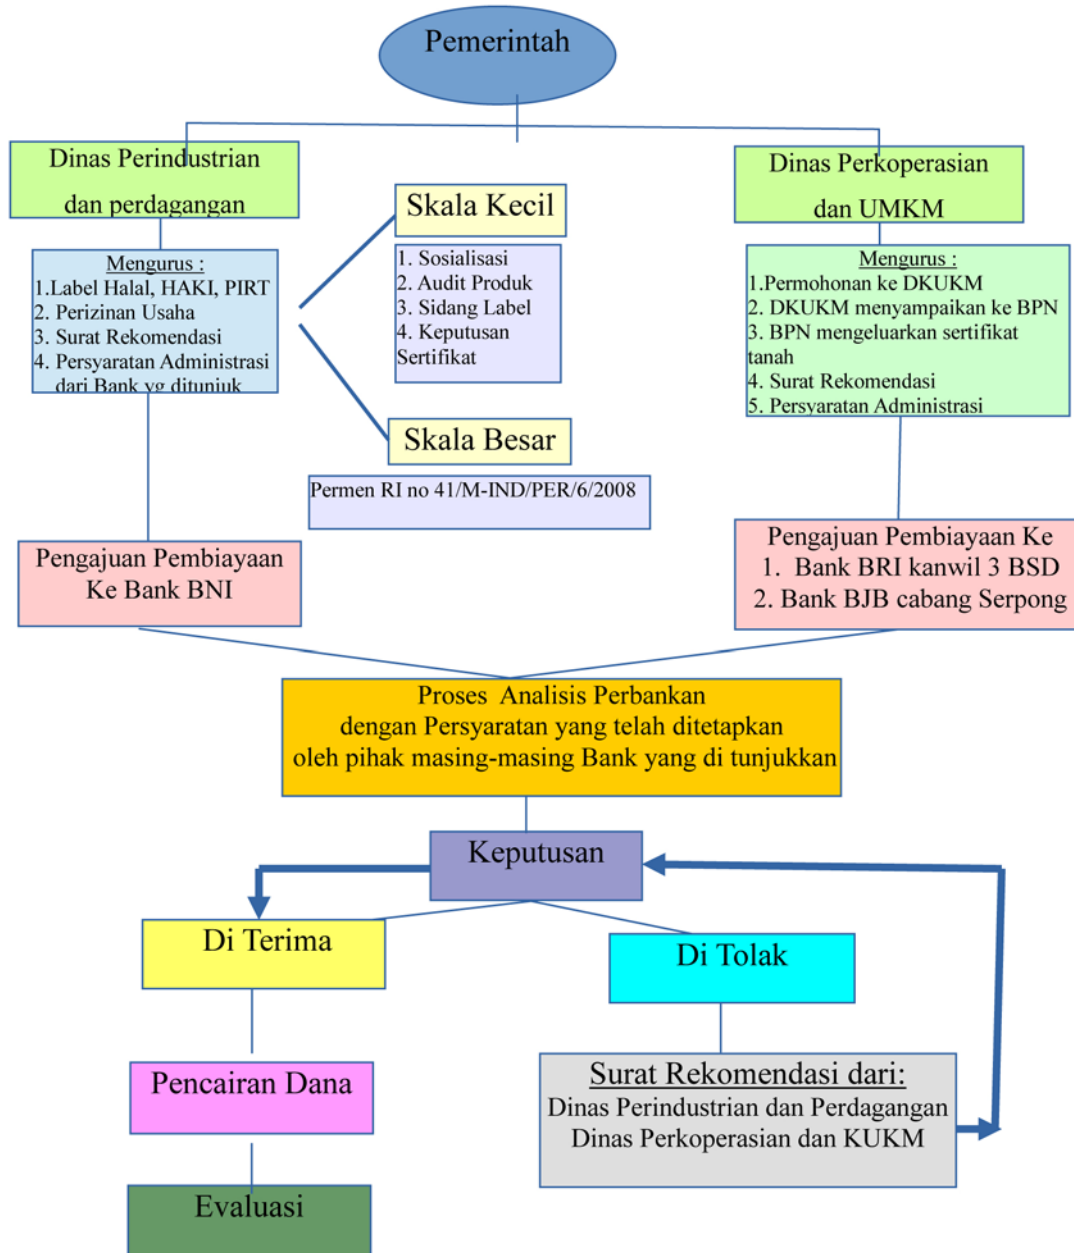 Pemerintah
Dinas Perindustrian
dan perdagangan
Mengurus :
1.Label Halal, HAKI, PIRT
2. Perizinan Usaha
3. Surat Rekomendasi
4. Persyaratan Administrasi
dari Bank yg ditunjuk
Skala Kecil
1. Sosialisasi
2. Audit Produk
3. Sidang Label
4. Keputusan
Sertifikat
Skala Besar
Permen RI no 41/M-IND/PER/6/2008
Dinas Perkoperasian
dan UMKM
Mengurus :
1.Permohonan ke DKUKM
2. DKUKM menyampaikan ke BPN
3. BPN mengeluarkan sertifikat
tanah
4. Surat Rekomendasi
5. Persyaratan Administrasi
Pengajuan Pembiayaan
Ke Bank BNI
Pengajuan Pembiayaan Ke
1. Bank BRI kanwil 3 BSD
2. Bank BJB cabang Serpong
Proses Analisis Perbankan
dengan Persyaratan yang telah ditetapkan
oleh pihak masing-masing Bank yang di tunjukkan
Keputusan
Di Terima
Di Tolak
Pencairan Dana
Surat Rekomendasi dari:
Dinas Perindustrian dan Perdagangan
Dinas Perkoperasian dan KUKM
Evaluasi